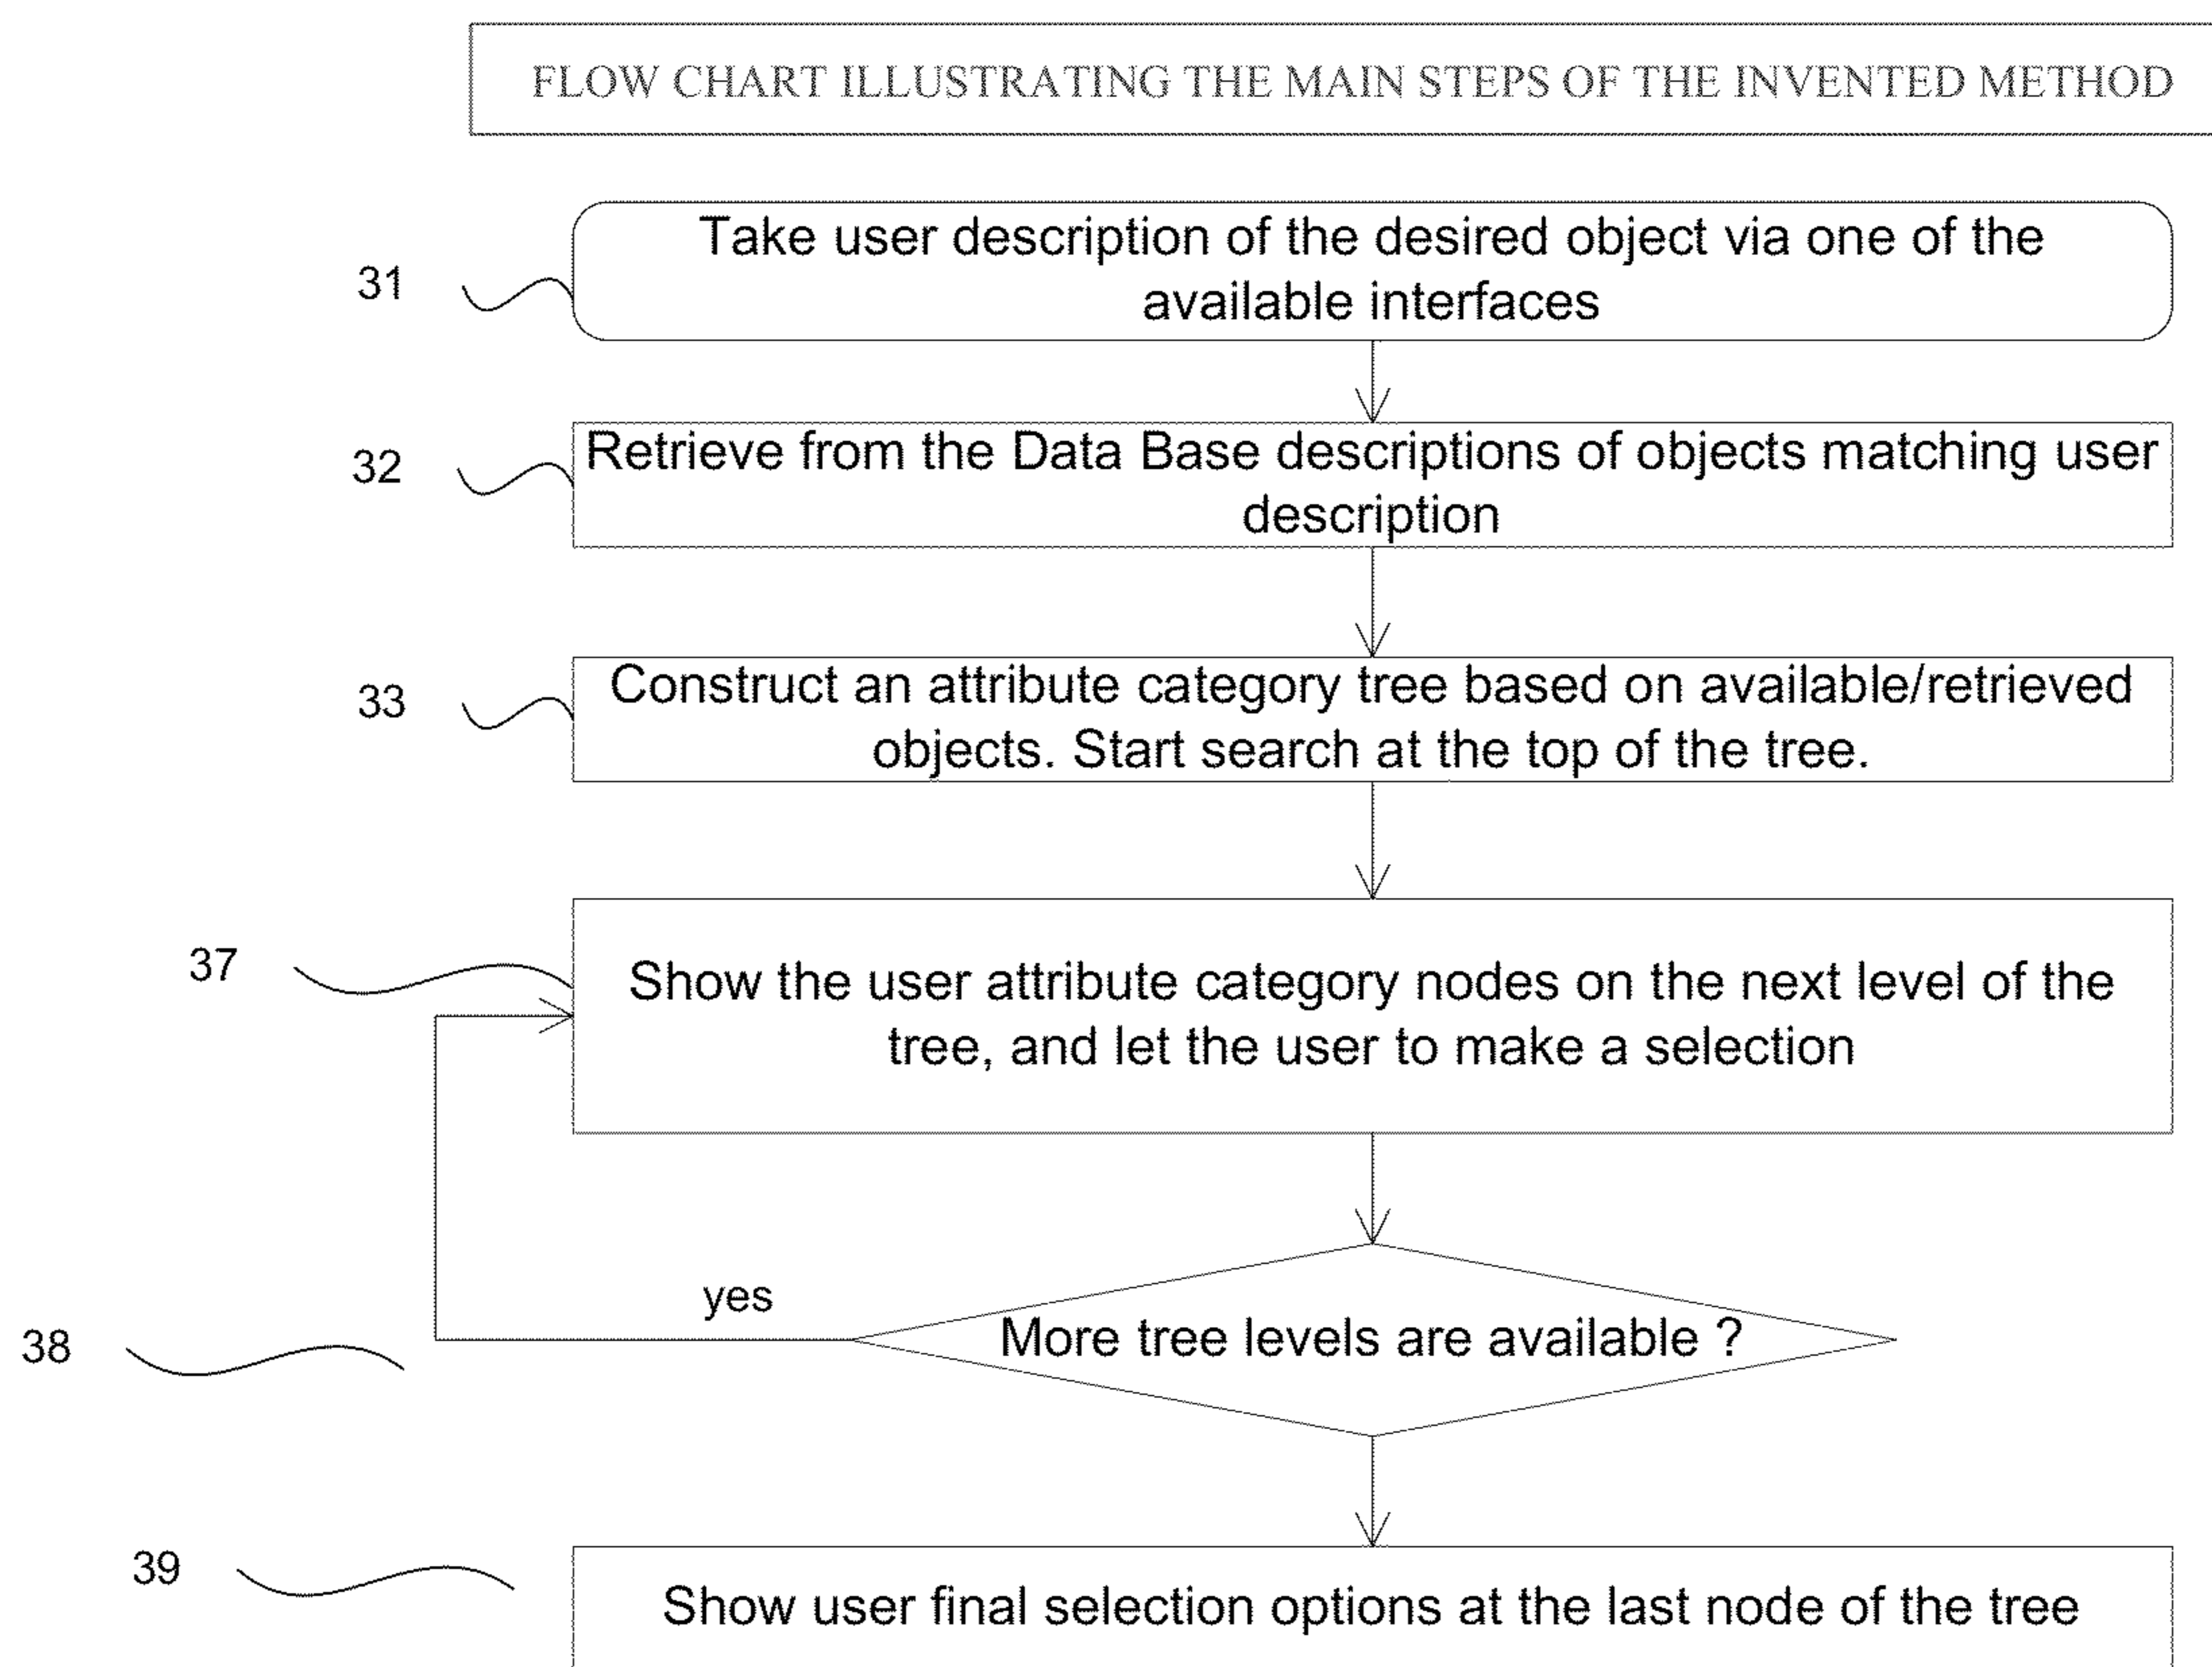 FLOW CHART ILLUSTRATING THE MAIN STEPS OF THE INVENTED METHOD
31
Take user description of the desired object via one of the
available interfaces
32
Retrieve from the Data Base descriptions of objects matching user
description
33
Construct an attribute category tree based on available/retrieved
objects. Start search at the top of the tree.
37
Show the user attribute category nodes on the next level of the
tree, and let the user to make a selection
yes
38
More tree levels are available ?
39
Show user final selection options at the last node of the tree